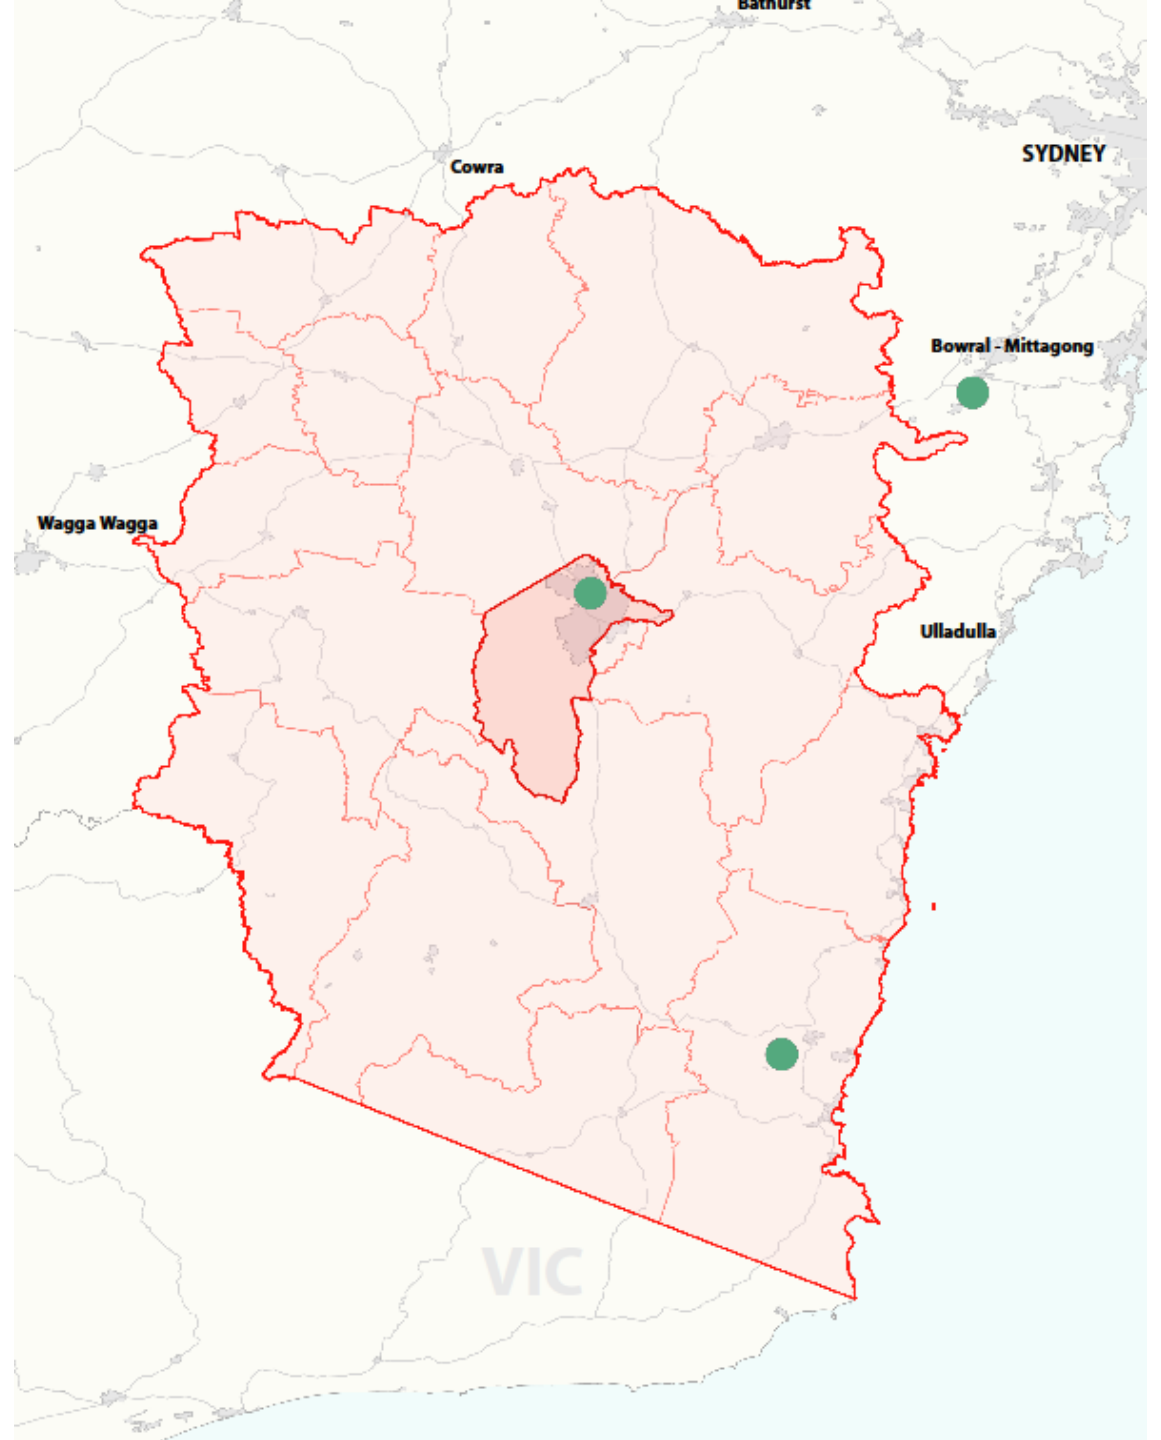 Bathurst
SYDNEY
Cowra
Bowral - Mittagong
Wagga Wagga
Ulladulla
VIC